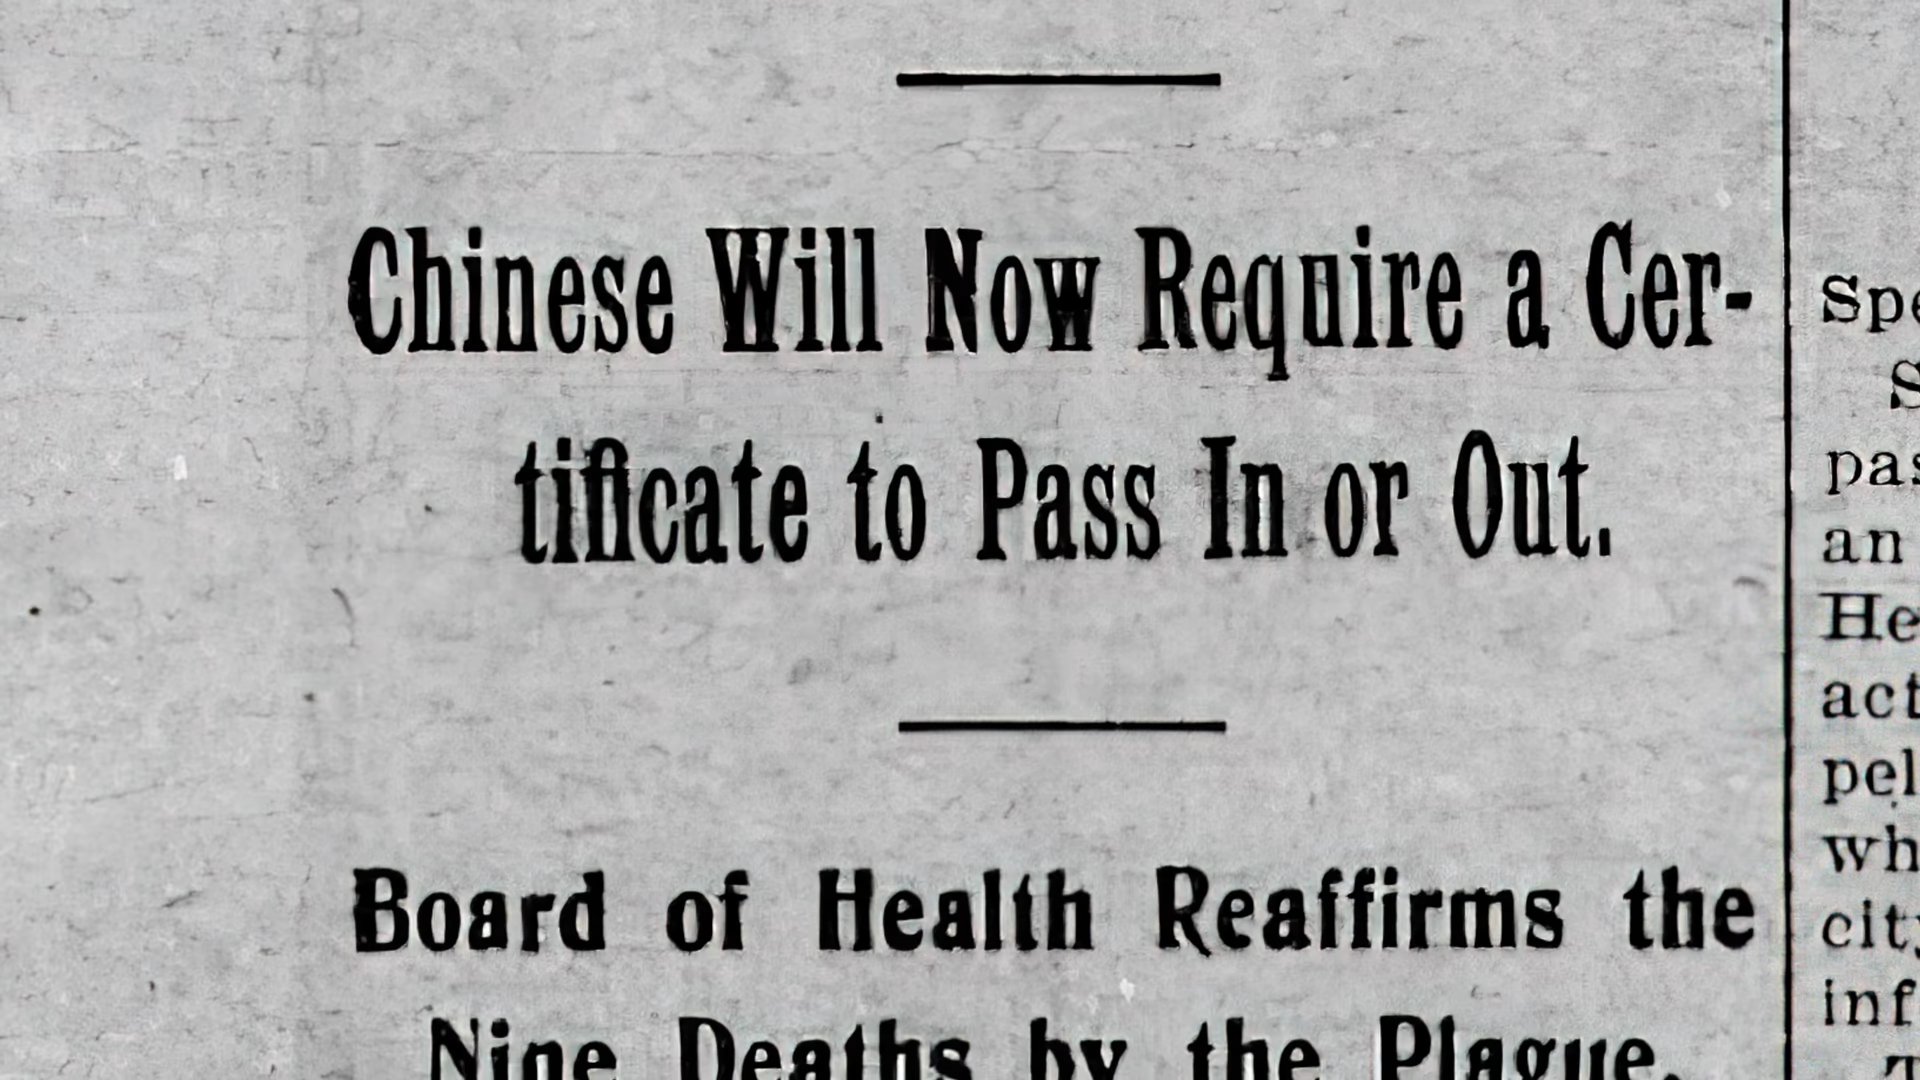 Chinese Will Now Require a Cer-
tificate to Pass In or Out.
Board of Health Reaffirms the
Nine Deaths by the Plague.
Spe
S
pas
an
He
act
pel
wh
city
inf
T